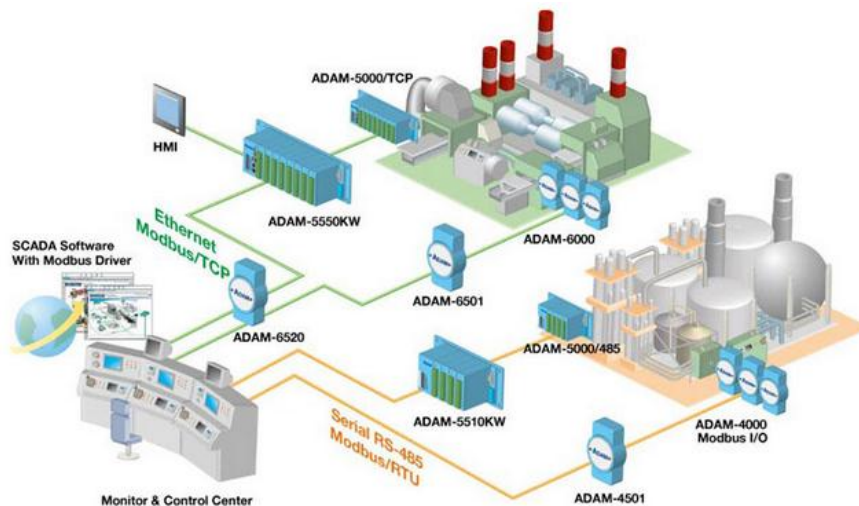 ADAM-5000/TCP
HMI
ADAM-5550KW
Ethernet
Modbus/TCP
ADAM-6000
SCADA Software
With Modbus Driver
ADAM-6501
ADAM-6520
ADAM-5000/485
ADAM-5510KW
ADAM-4000
Modbus I/O
Serial RS-485
Modbus/RTU
ADAM-4501
Monitor & Control Center